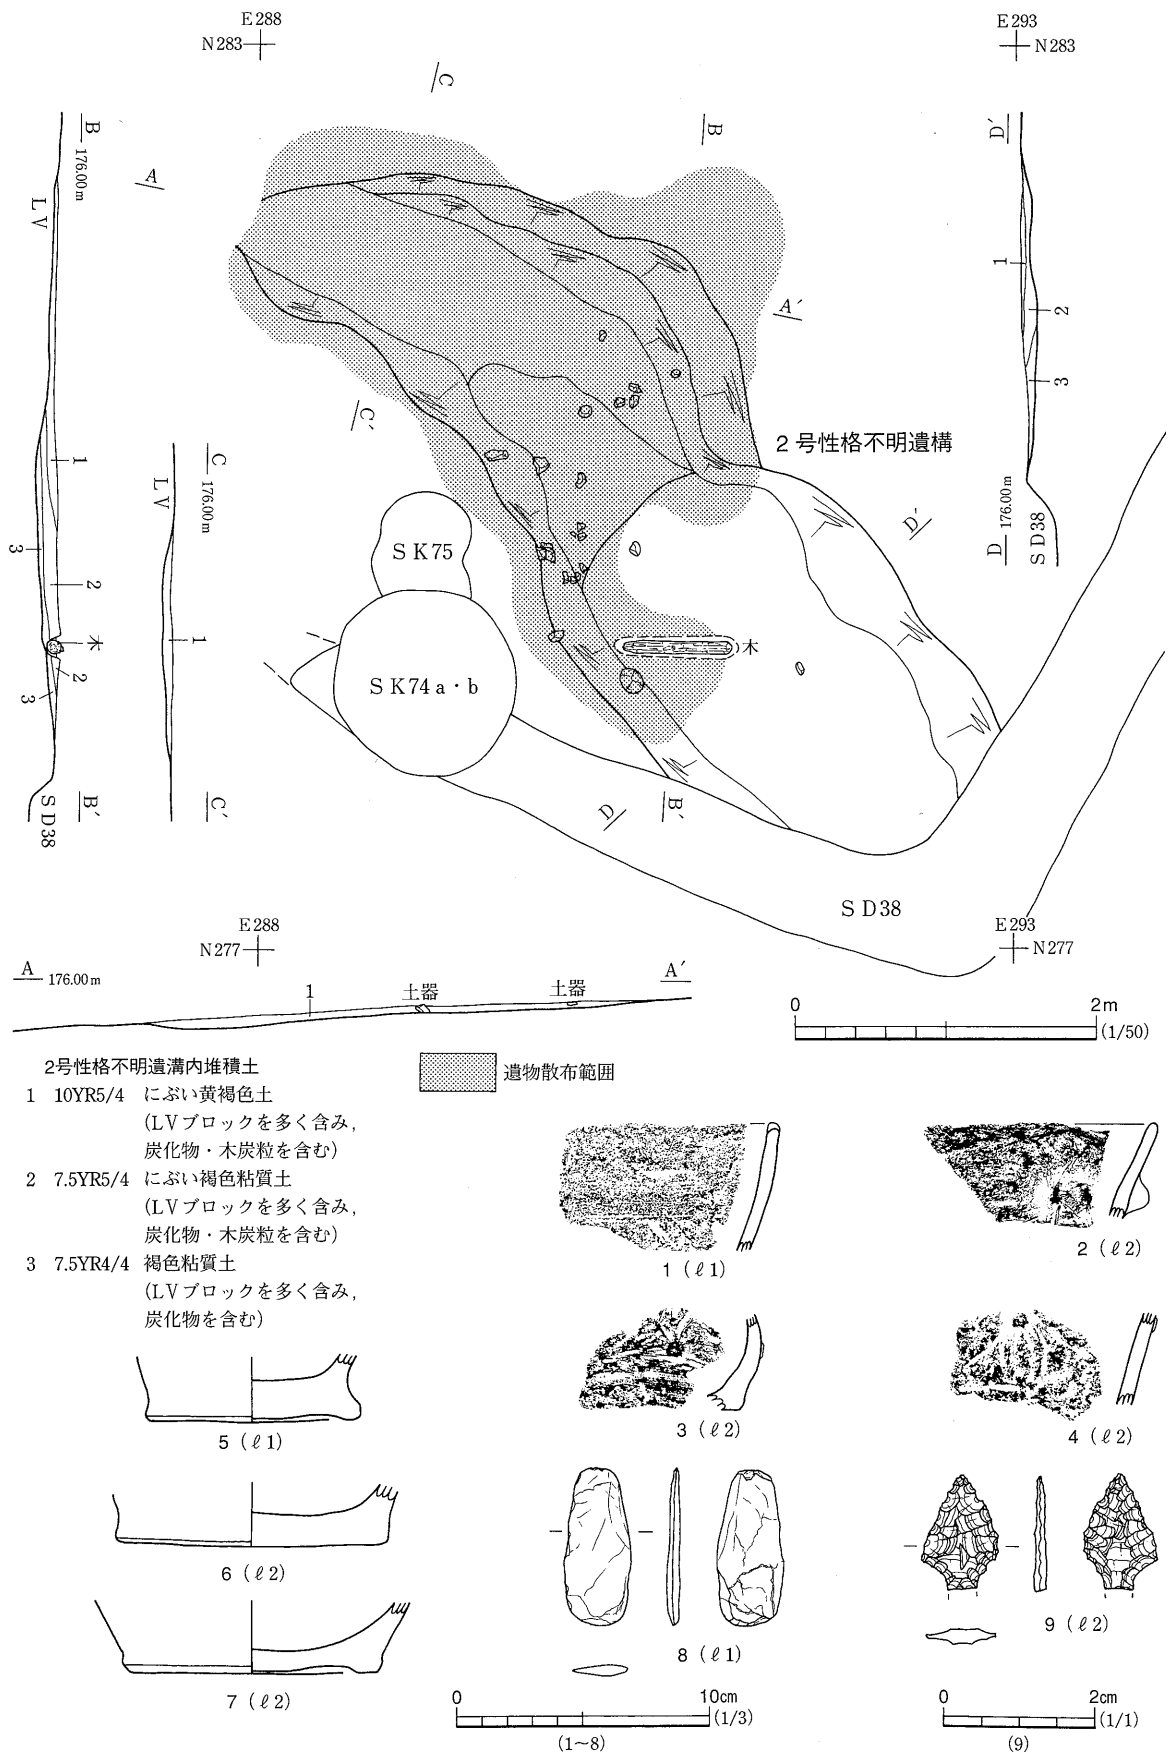 E288
N283
E293
N283
C
B
D′
B
176.00m
A
LV
1
A′
2
3
C′
2号性格不明遺構
C
176.00m
LV
1
D′
D
176.00m
SD38
SK75
1
3
2
木
2
3
木
SK74a・b
B′
SD38
C′
D
B′
SD38
E288
N277
E293
N277
A
176.00m
1
土器
土器
A′
0
2m
(1/50)
2号性格不明遺溝内堆積土
遺物散布範囲
1 10YR5/4 にぶい黄褐色土
(LVブロックを多く含み,
炭化物・木炭粒を含む)
2 7.5YR5/4 にぶい褐色粘質土
(LVブロックを多く含み,
炭化物・木炭粒を含む)
3 7.5YR4/4 褐色粘質土
(LVブロックを多く含み,
炭化物を含む)
1 (ℓ1)
2 (ℓ2)
3 (ℓ2)
4 (ℓ2)
5 (ℓ1)
6 (ℓ2)
7 (ℓ2)
8 (ℓ1)
9 (ℓ2)
0
10cm
(1/3)
(1~8)
0
2cm
(1/1)
(9)